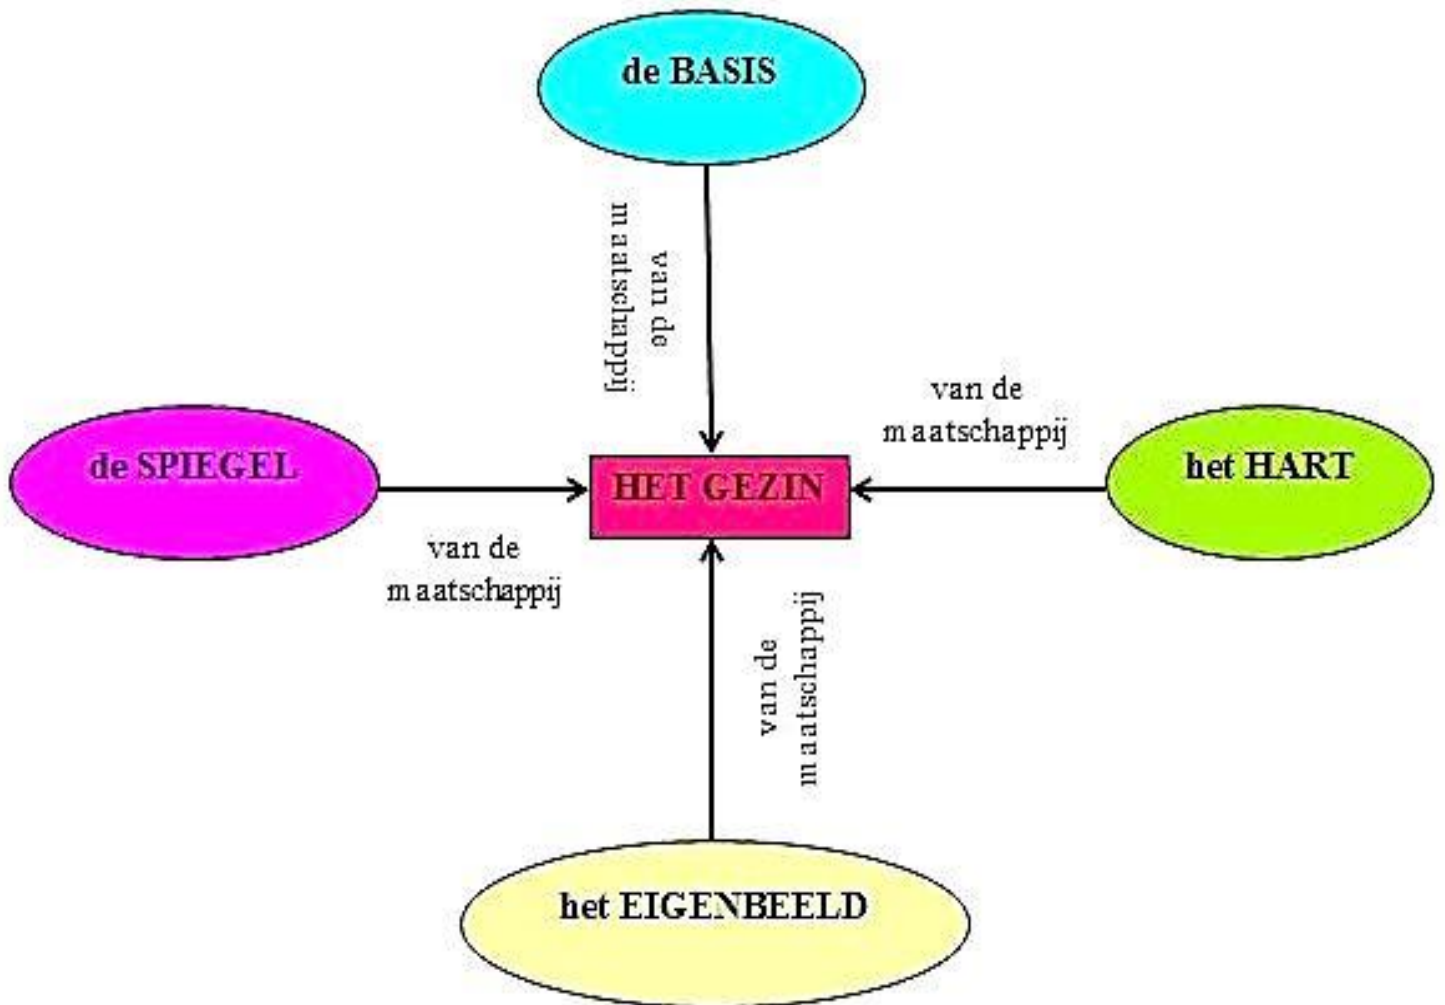 de BASIS
van de
maatschappij
van de
maatschappij
de SPIEGEL
HET GEZIN
het HART
van de
maatschappij
van de
maatschappij
het EIGENBEELD